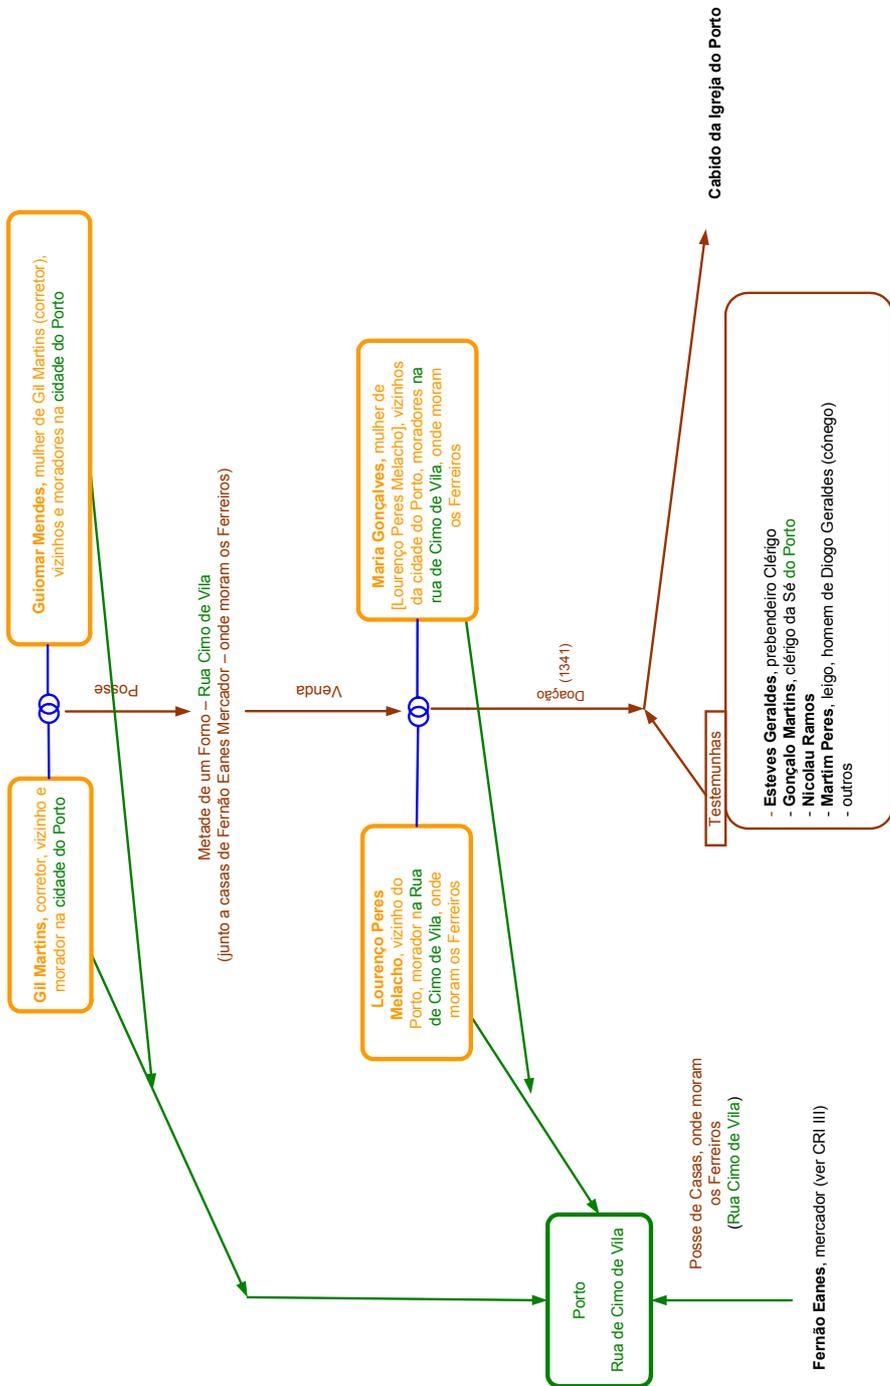 Gil Martins, corretor, vizinho e
morador na cidade do Porto
Guiomar Mendes, mulher de Gil Martins (corretor),
vizinhos e moradores na cidade do Porto
Posse
Metade de um Forno – Rua Cimo de Vila
(junto a casas de Fernão Eanes Mercador – onde moram os Ferreiros)
Venda
Lourenço Peres
Melacho, vizinho do
Porto, morador na Rua
de Cimo de Vila, onde
moram os Ferreiros
Maria Gonçalves, mulher de
[Lourenço Peres Melacho], vizinhos
da cidade do Porto, moradores na
rua de Cimo de Vila, onde moram
os Ferreiros
Doação (1341)
Porto
Rua de Cimo de Vila
Posse de Casas, onde moram
os Ferreiros
(Rua Cimo de Vila)
Fernão Eanes, mercador (ver CRI III)
Testemunhas
- Esteves Geraldes, prebendeiro Clérigo
- Gonçalo Martins, clérigo da Sé do Porto
- Nicolau Ramos
- Martim Peres, leigo, homem de Diogo Geraldes (cónego)
- outros
Cabido da Igreja do Porto